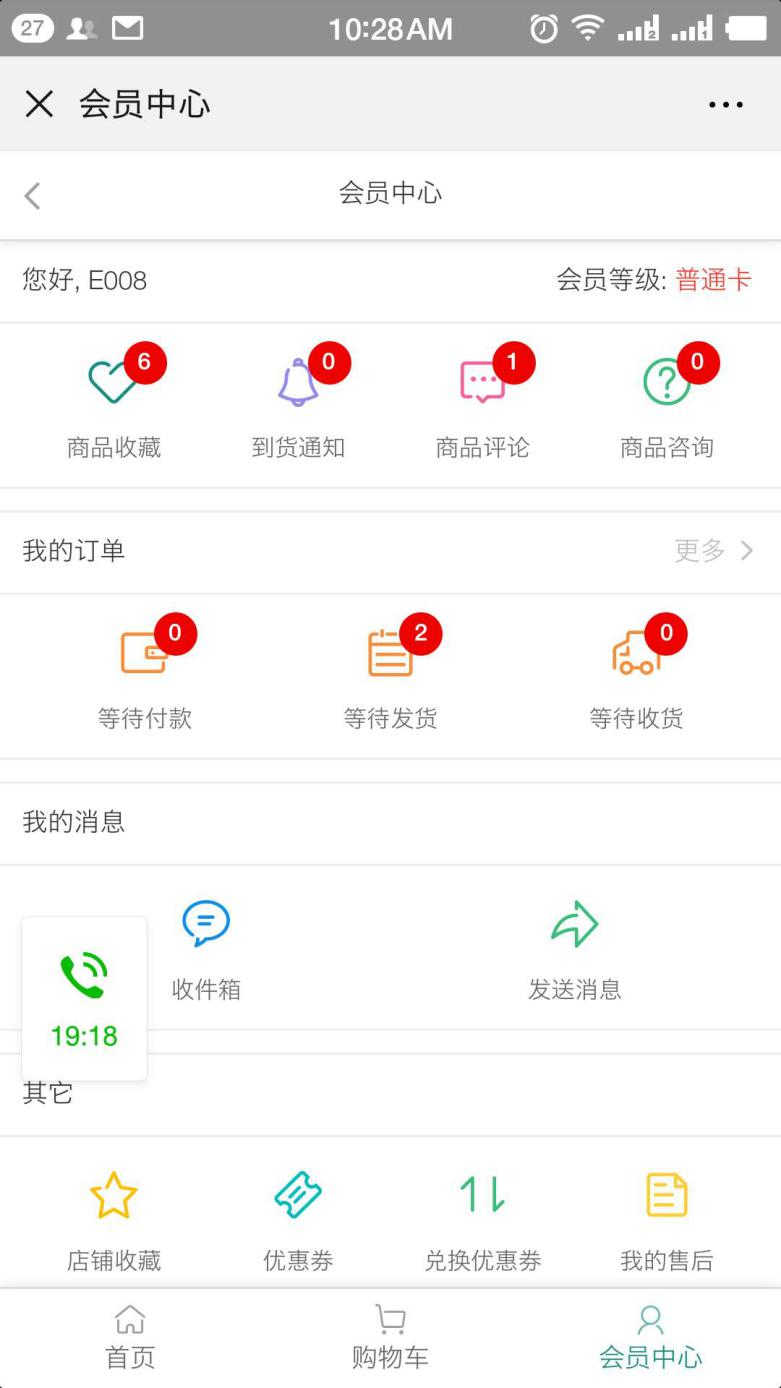 27 10:28AM 2 1
会员中心
会员中心
您好, E008 会员等级: 普通卡
6 0 1 0
商品收藏 到货通知 商品评论 商品咨询
我的订单 更多
0 2 0
等待付款 等待发货 等待收货
我的消息
收件箱 发送消息
19:18
其它
店铺收藏 优惠券 兑换优惠券 我的售后
首页 购物车 会员中心